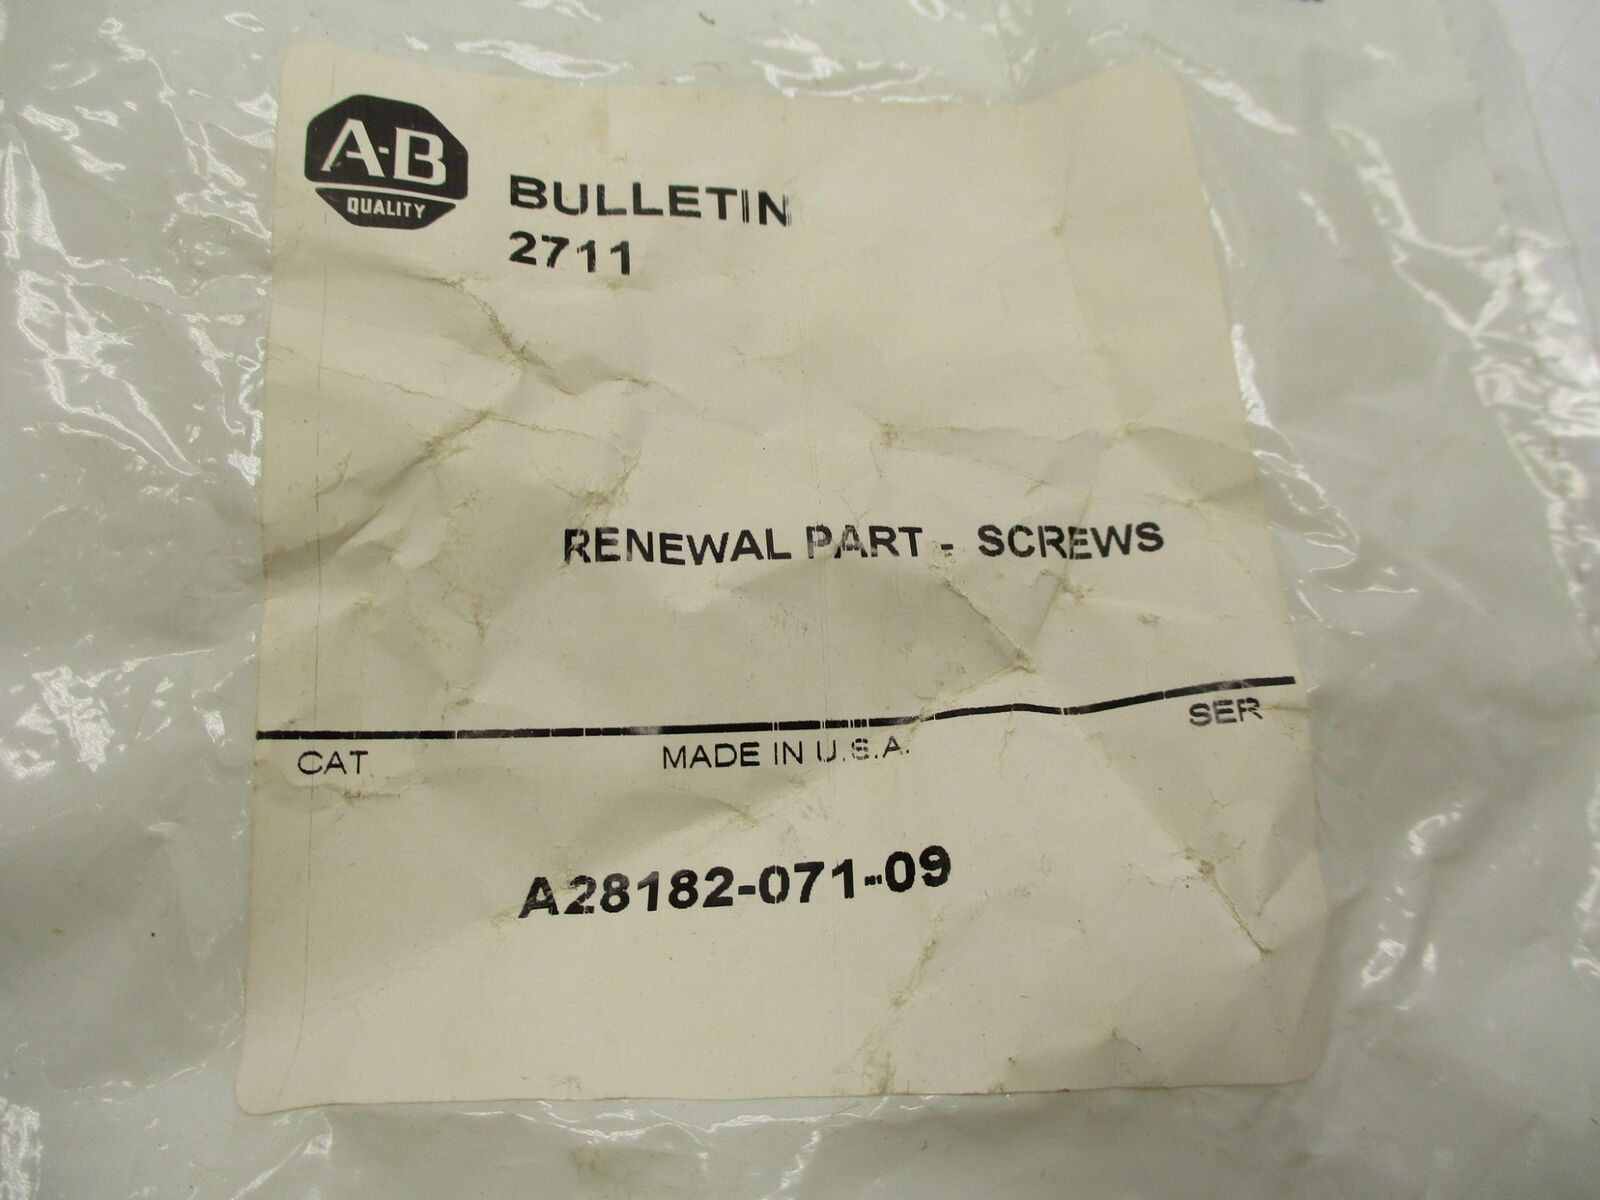 A-B
QUALITY
BULLETIN
2711
RENEWAL PART - SCREWS
CAT
MADE IN U.S.A.
SER
A28182-071-09